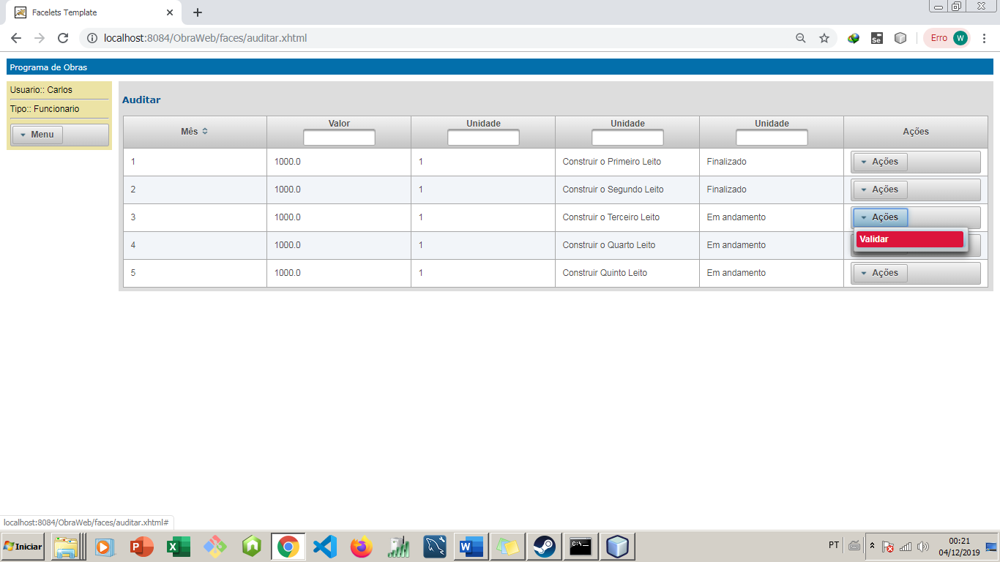 Facelets Template
localhost:8084/ObraWeb/faces/auditar.xhtml
Se
Erro W
Programa de Obras
Usuario:: Carlos
Tipo:: Funcionario
Menu
Auditar
Mês Valor Unidade Unidade Unidade Ações
1 1000.0 1 Construir o Primeiro Leito Finalizado Ações
2 1000.0 1 Construir o Segundo Leito Finalizado Ações
3 1000.0 1 Construir o Terceiro Leito Em andamento Ações
Validar
4 1000.0 1 Construir o Quarto Leito Em andamento
5 1000.0 1 Construir Quinto Leito Em andamento Ações
localhost:8084/ObraWeb/faces/auditar.xhtml#
Iniciar
PT
00:21
04/12/2019